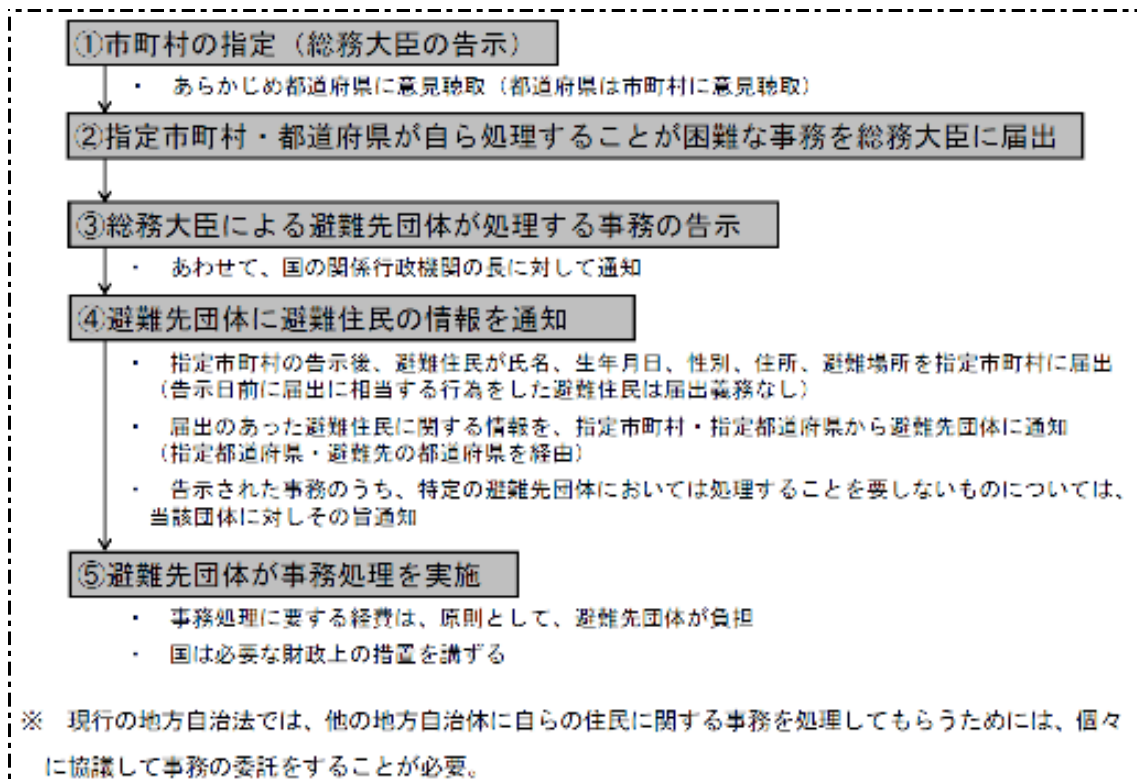 ①市町村の指定（総務大臣の告示）
・　あらかじめ都道府県に意見聴取（都道府県は市町村に意見聴取）
②指定市町村・都道府県が自ら処理することが困難な事務を総務大臣に届出
③総務大臣による避難先団体が処理する事務の告示
・　あわせて、国の関係行政機関の長に対して通知
④避難先団体に避難住民の情報を通知
・　指定市町村の告示後、避難住民が氏名、生年月日、性別、住所、避難場所を指定市町村に届出
（告示日前に届出に相当する行為をした避難住民は届出義務なし）
・　届出のあった避難住民に関する情報を、指定市町村・指定都道府県から避難先団体に通知
（指定都道府県・避難先の都道府県を経由）
・　告示された事務のうち、特定の避難先団体においては処理することを要しないものについては、
当該団体に対しその旨通知
⑤避難先団体が事務処理を実施
・　事務処理に要する経費は、原則として、避難先団体が負担
・　国は必要な財政上の措置を講ずる
※　現行の地方自治法では、他の地方自治体に自らの住民に関する事務を処理してもらうためには、個々
に協議して事務の委託をすることが必要。